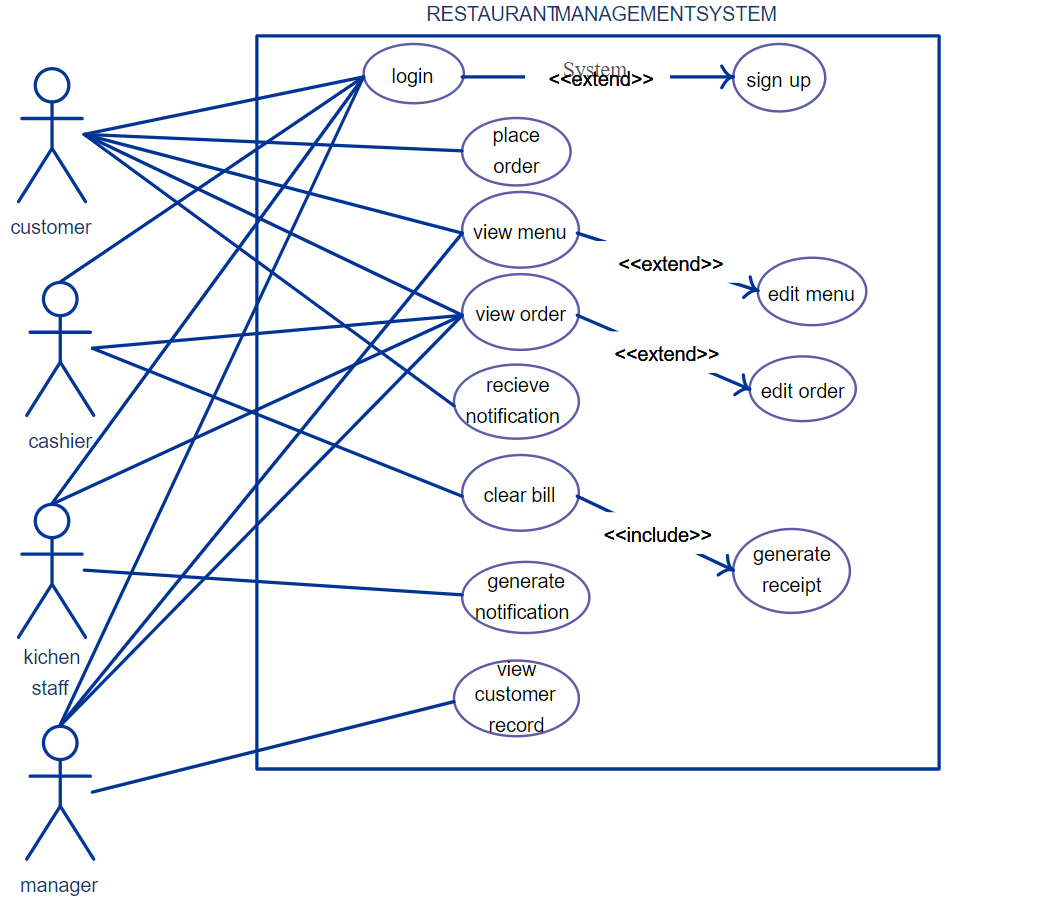 RESTAURANTMANAGEMENTSYSTEM
System
login
<<extend>>
sign up
place
order
customer
view menu
<<extend>>
edit menu
view order
<<extend>>
edit order
recieve
notification
cashier
clear bill
<<include>>
generate
receipt
generate
notification
kichen
staff
view
customer
record
manager